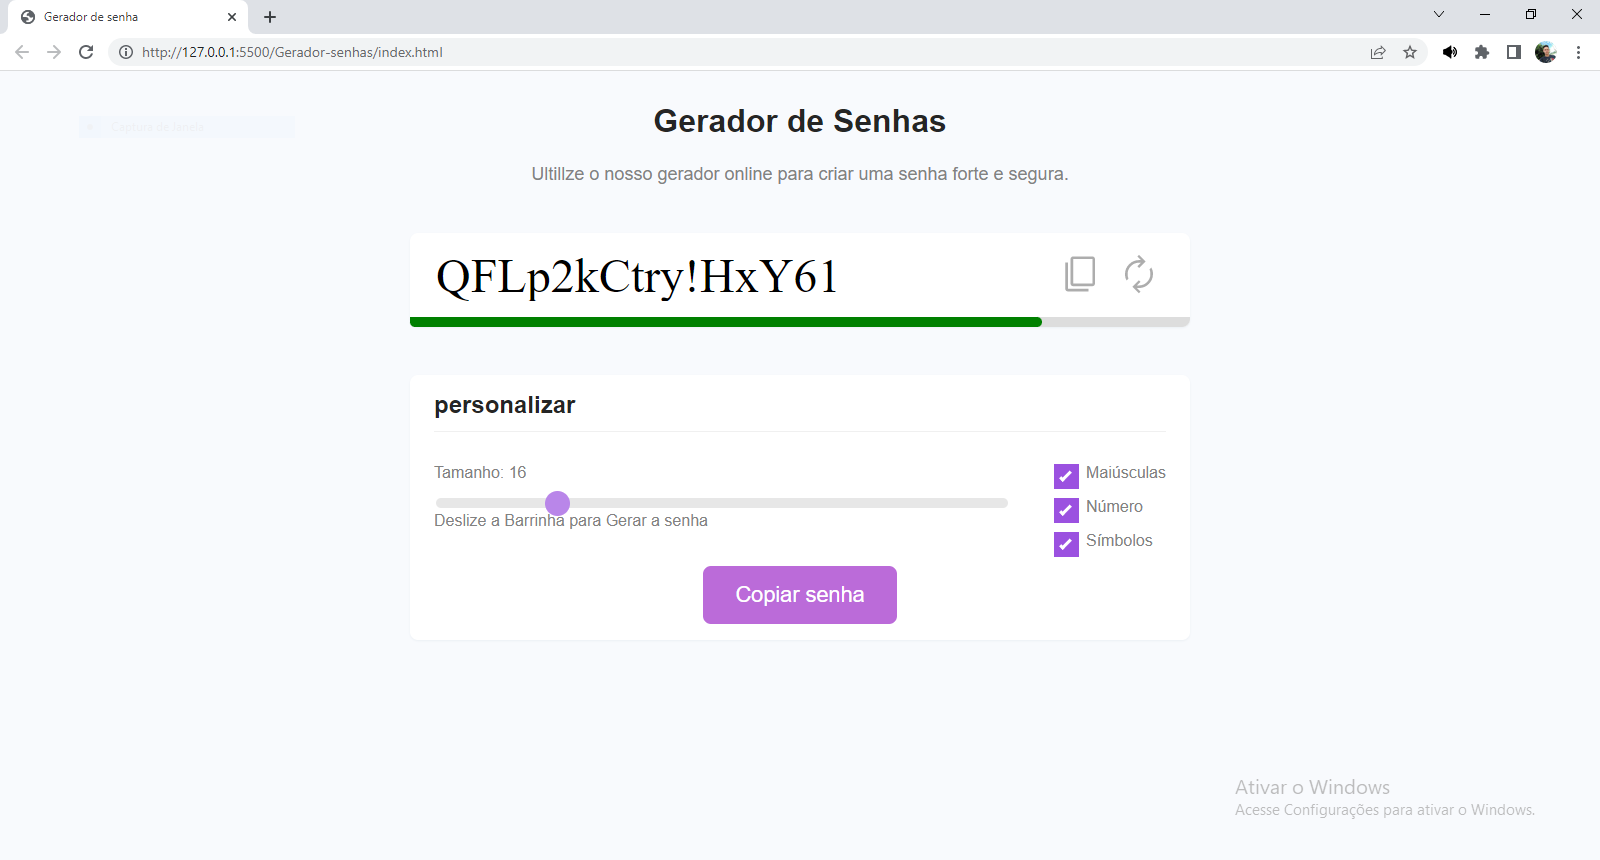 Gerador de senha
http://127.0.0.1:5500/Gerador-senhas/index.html
Gerador de Senhas
Ultillze o nosso gerador online para criar uma senha forte e segura.
QFLp2kCtry!HxY61
personalizar
Tamanho: 16
Deslize a Barrinha para Gerar a senha
Maiúsculas
Número
Símbolos
Copiar senha
Ativar o Windows
Acesse Configurações para ativar o Windows.